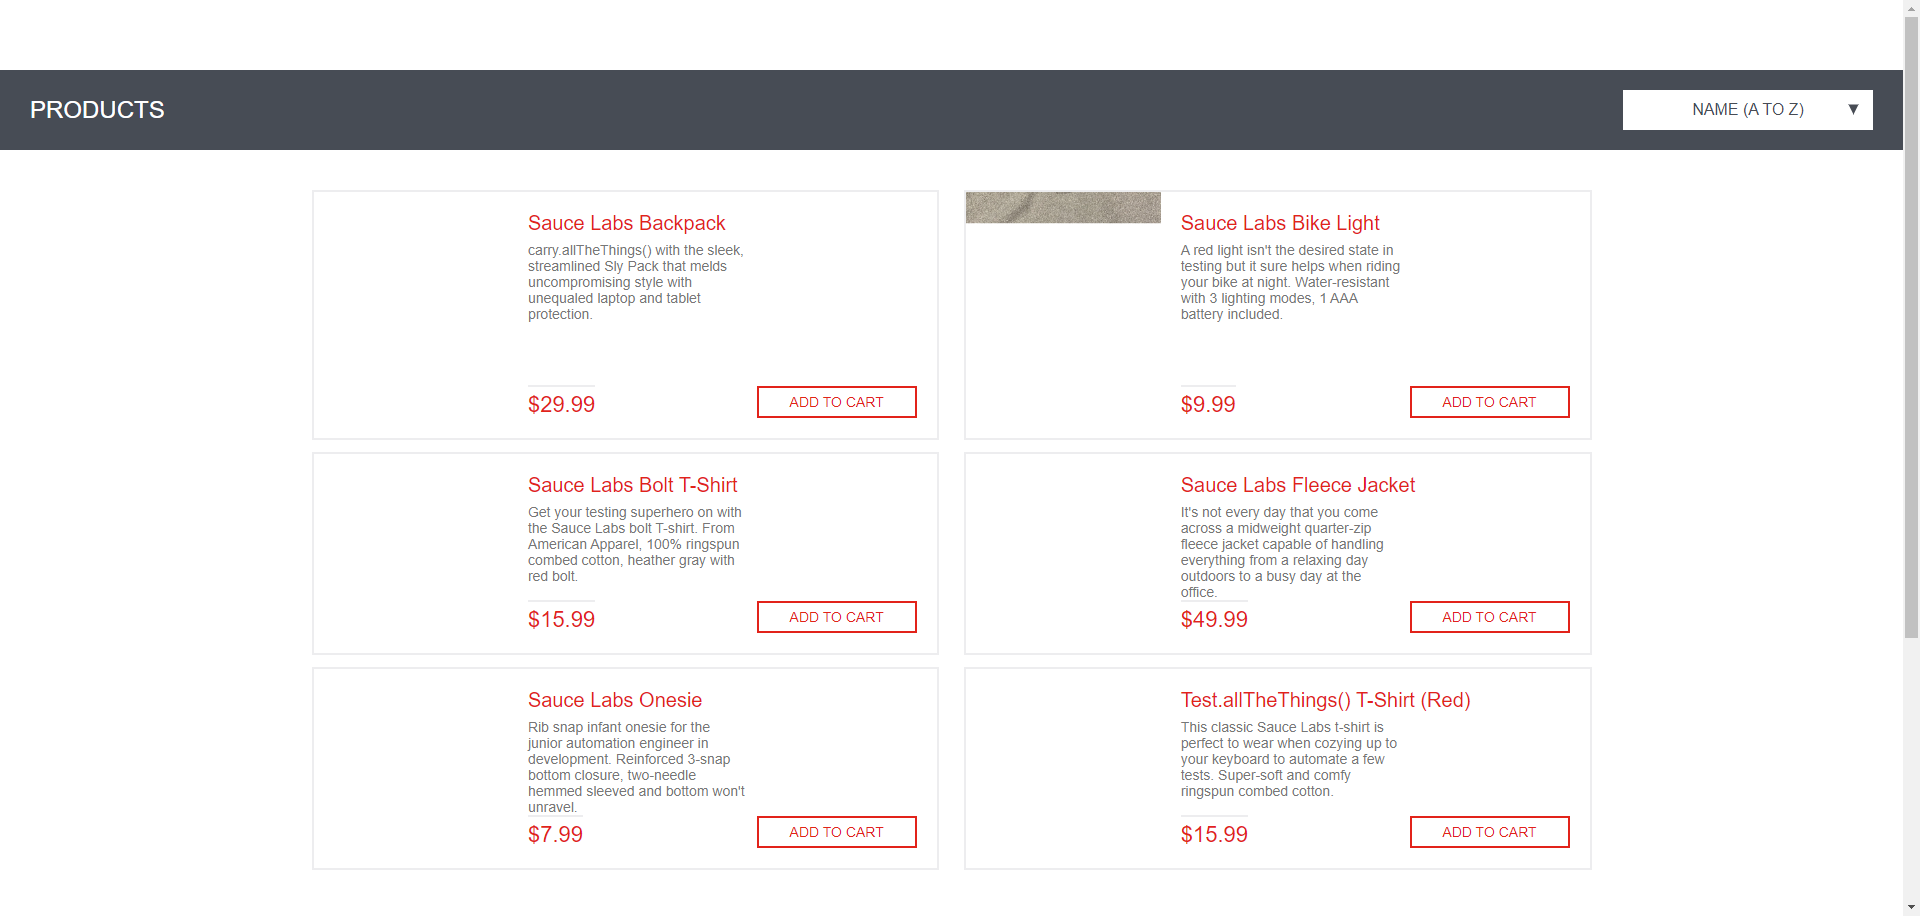 PRODUCTS
NAME (A TO Z)
Sauce Labs Backpack
carry.allTheThings() with the sleek,
streamlined Sly Pack that melds
uncompromising style with
unequaled laptop and tablet
protection.
$29.99
ADD TO CART
Sauce Labs Bike Light
A red light isn't the desired state in
testing but it sure helps when riding
your bike at night. Water-resistant
with 3 lighting modes, 1 AAA
battery included.
$9.99
ADD TO CART
Sauce Labs Bolt T-Shirt
Get your testing superhero on with
the Sauce Labs bolt T-shirt. From
American Apparel, 100% ringspun
combed cotton, heather gray with
red bolt.
$15.99
ADD TO CART
Sauce Labs Fleece Jacket
It's not every day that you come
across a midweight quarter-zip
fleece jacket capable of handling
everything from a relaxing day
outdoors to a busy day at the
office.
$49.99
ADD TO CART
Sauce Labs Onesie
Rib snap infant onesie for the
junior automation engineer in
development. Reinforced 3-snap
bottom closure, two-needle
hemmed sleeved and bottom won't
unravel.
$7.99
ADD TO CART
Test.allTheThings() T-Shirt (Red)
This classic Sauce Labs t-shirt is
perfect to wear when cozying up to
your keyboard to automate a few
tests. Super-soft and comfy
ringspun combed cotton.
$15.99
ADD TO CART